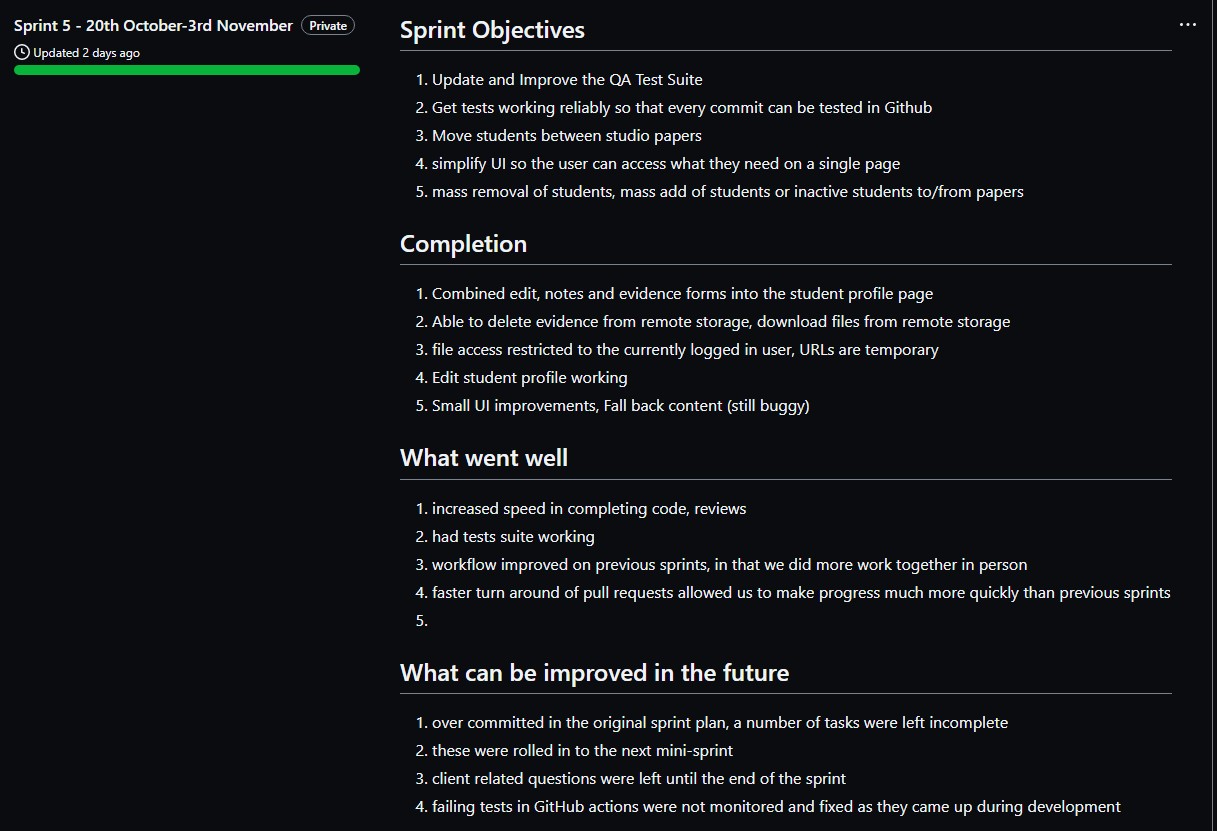 Sprint 5 - 20th October-3rd November Private
Updated 2 days ago
Sprint Objectives
1. Update and Improve the QA Test Suite
2. Get tests working reliably so that every commit can be tested in Github
3. Move students between studio papers
4. simplify UI so the user can access what they need on a single page
5. mass removal of students, mass add of students or inactive students to/from papers
Completion
1. Combined edit, notes and evidence forms into the student profile page
2. Able to delete evidence from remote storage, download files from remote storage
3. file access restricted to the currently logged in user, URLs are temporary
4. Edit student profile working
5. Small UI improvements, Fall back content (still buggy)
What went well
1. increased speed in completing code, reviews
2. had tests suite working
3. workflow improved on previous sprints, in that we did more work together in person
4. faster turn around of pull requests allowed us to make progress much more quickly than previous sprints
5.
What can be improved in the future
1. over committed in the original sprint plan, a number of tasks were left incomplete
2. these were rolled in to the next mini-sprint
3. client related questions were left until the end of the sprint
4. failing tests in GitHub actions were not monitored and fixed as they came up during development